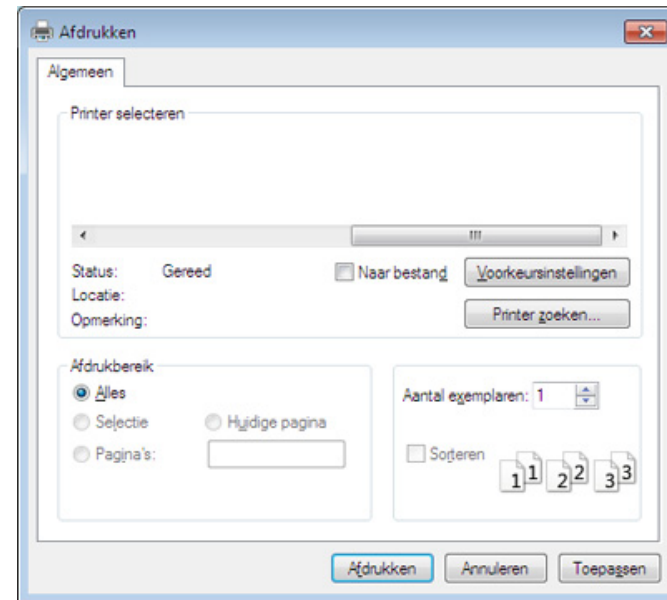 Afdrukken
Algemeen
Printer selecteren
Status: Gereed
Naar bestand
Voorkeursinstellingen
Locatie:
Opmerking:
Printer zoeken...
Afdrukbereik
Alles
Selectie
Huidige pagina
Pagina's:
Aantal exemplaren: 1
Sorteren
1 1 2 2 3 3
Afdrukken
Annuleren
Toepassen